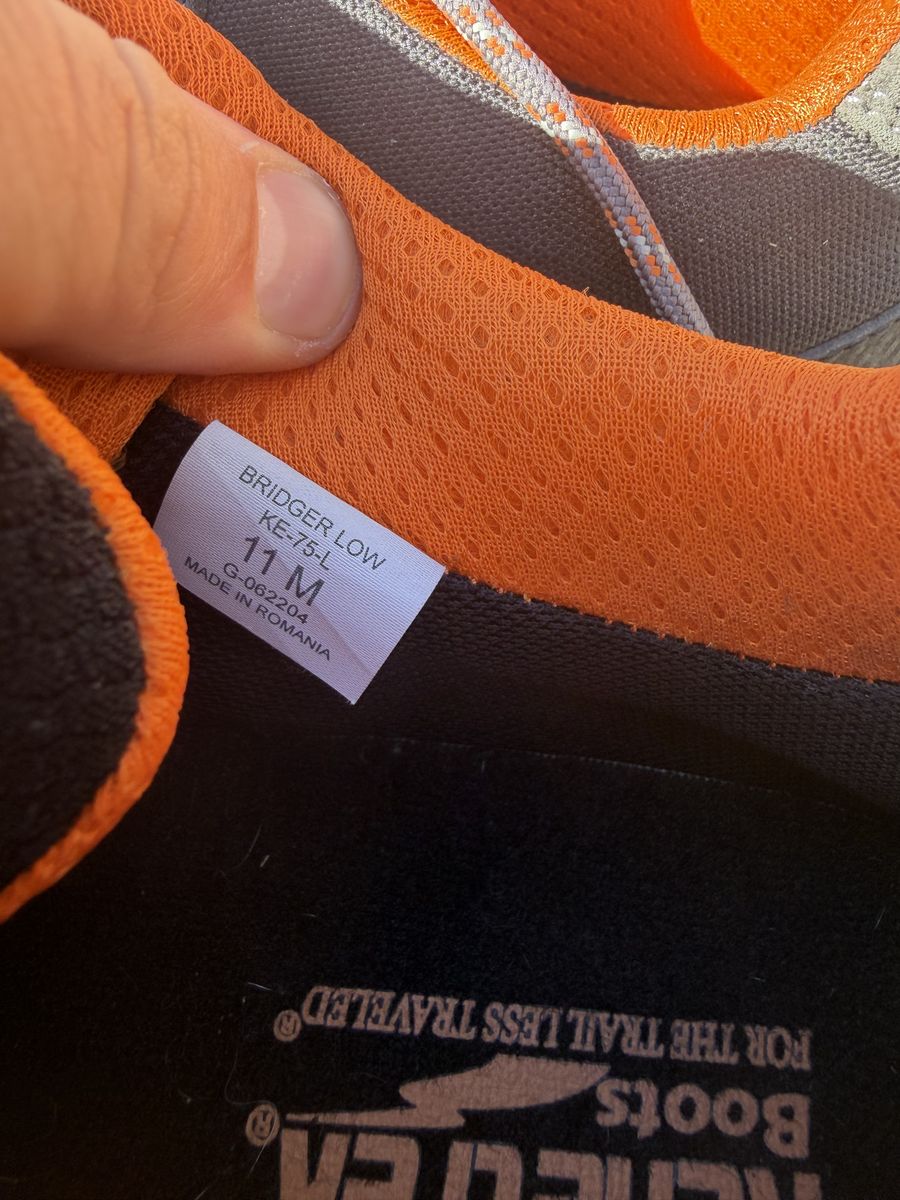 BRIDGER LOW
KE-75-L
11 M
G-062204
MADE IN ROMANIA
Boots®
FOR THE TRAIL LESS TRAVELED®